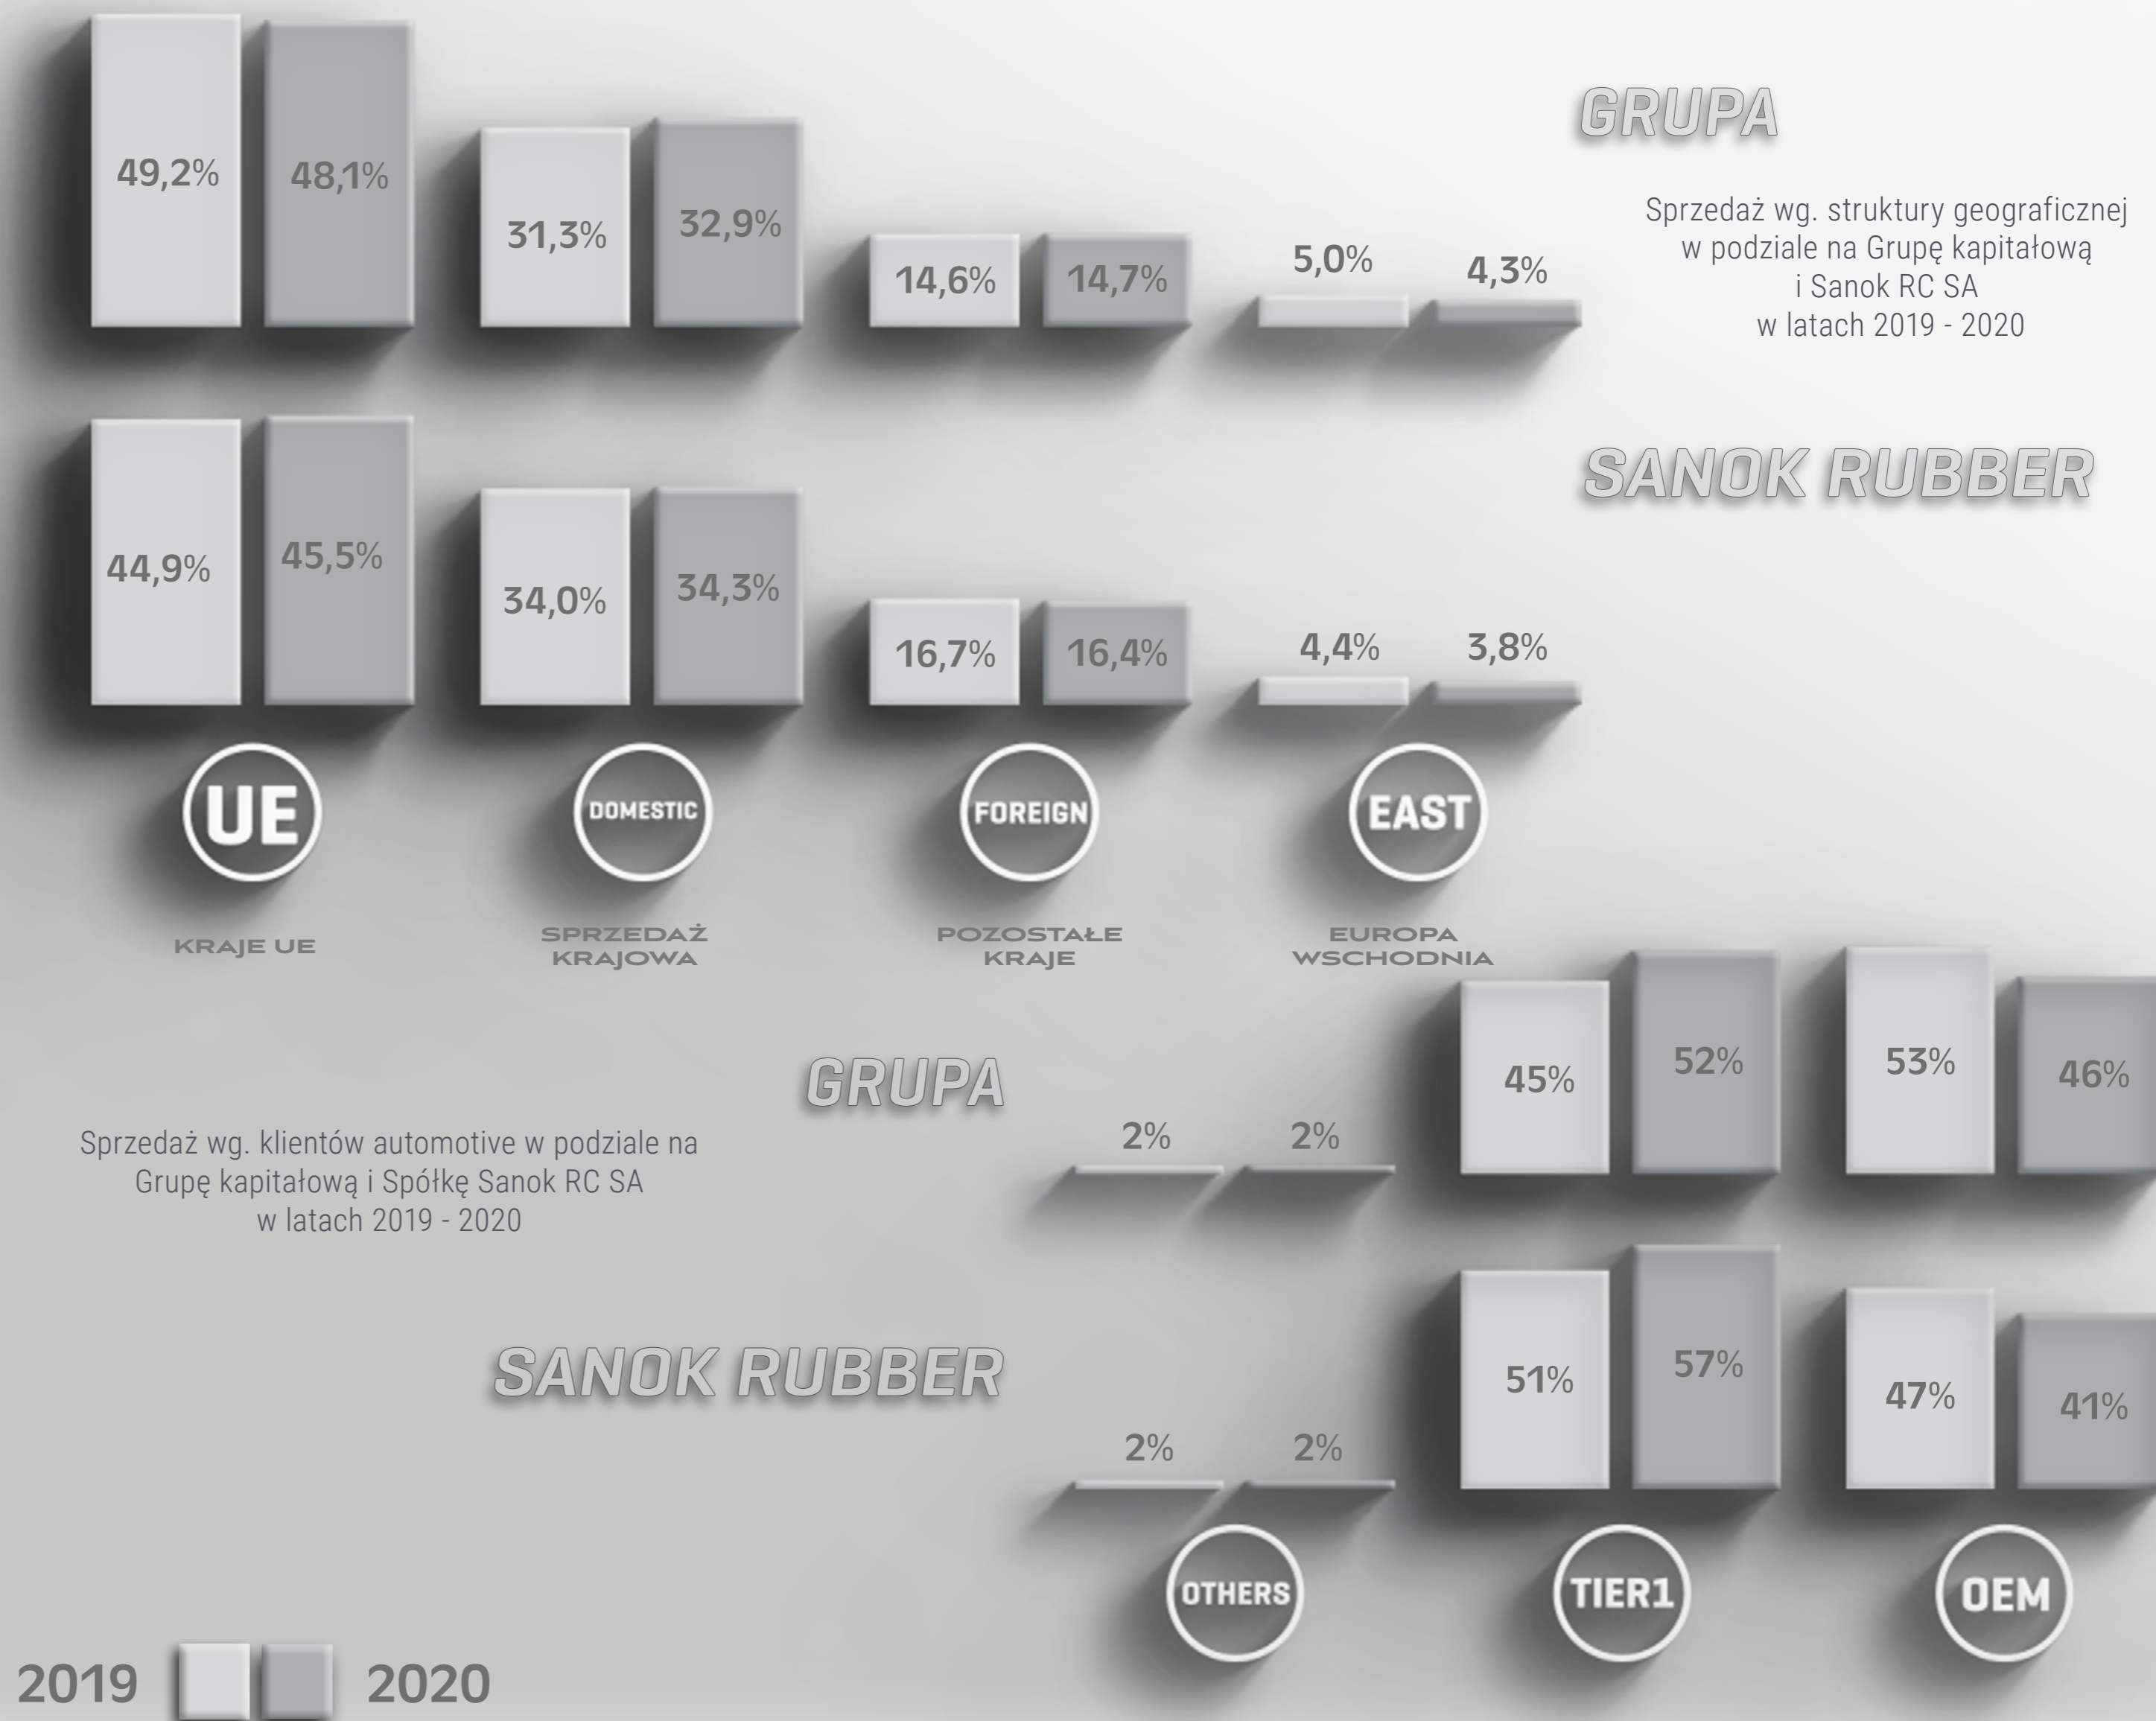 GRUPA
49,2% 48,1% 31,3% 32,9% 14,6% 14,7% 5,0% 4,3%
Sprzedaż wg. struktury geograficznej
w podziale na Grupę kapitałową
i Sanok RC SA
w latach 2019 - 2020
SANOK RUBBER
44,9% 45,5% 34,0% 34,3% 16,7% 16,4% 4,4% 3,8%
UE DOMESTIC FOREIGN EAST
KRAJE UE
SPRZEDAŻ
KRAJOWA
POZOSTAŁE
KRAJE
EUROPA
WSCHODNIA
GRUPA
2% 2% 45% 52% 53% 46%
Sprzedaż wg. klientów automotive w podziale na
Grupę kapitałową i Spółkę Sanok RC SA
w latach 2019 - 2020
SANOK RUBBER
2% 2% 51% 57% 47% 41%
OTHERS TIER1 OEM
2019 2020